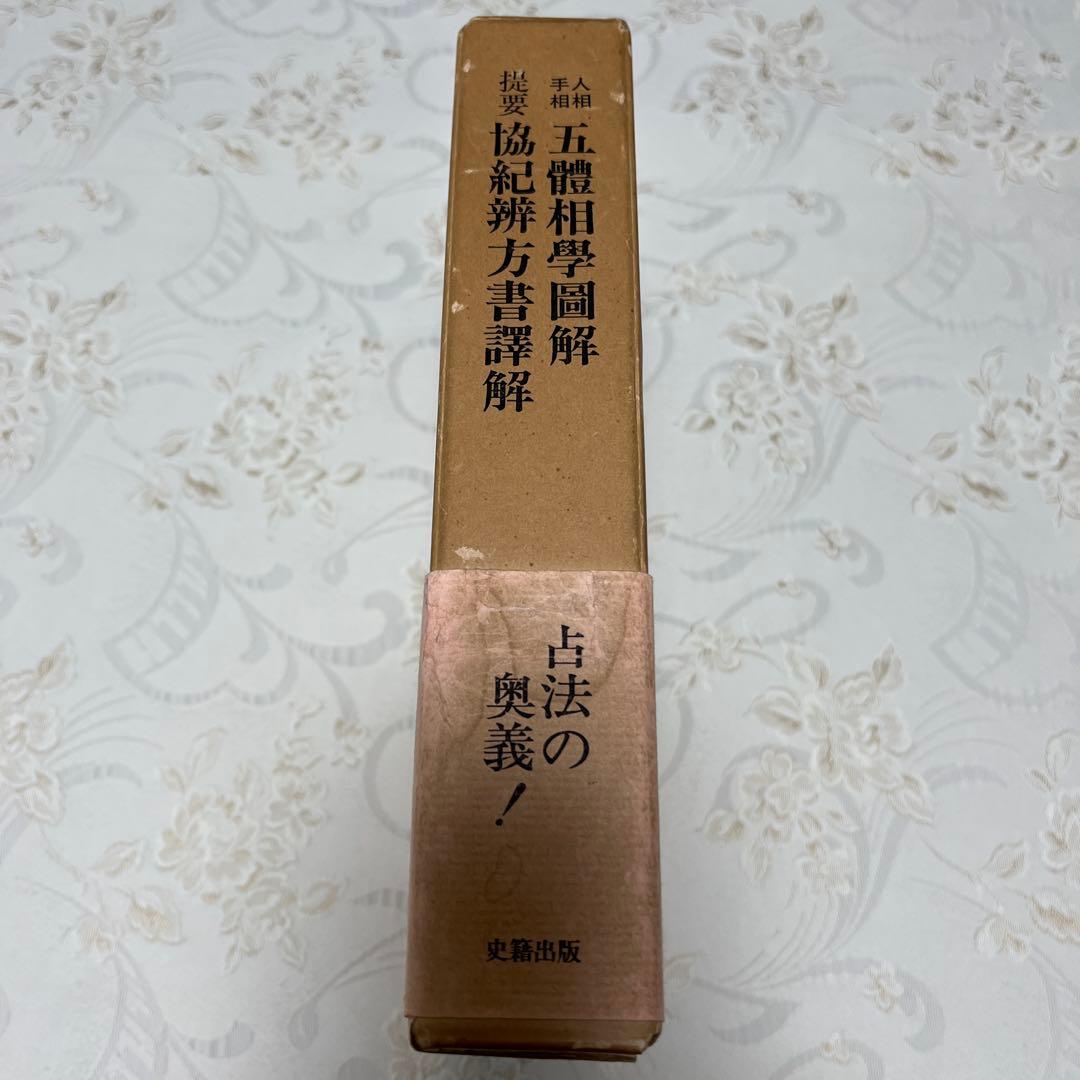 人相
手相
五體相學圖解
提要
協紀辨方書譯解
占法の
奥義！
史籍出版